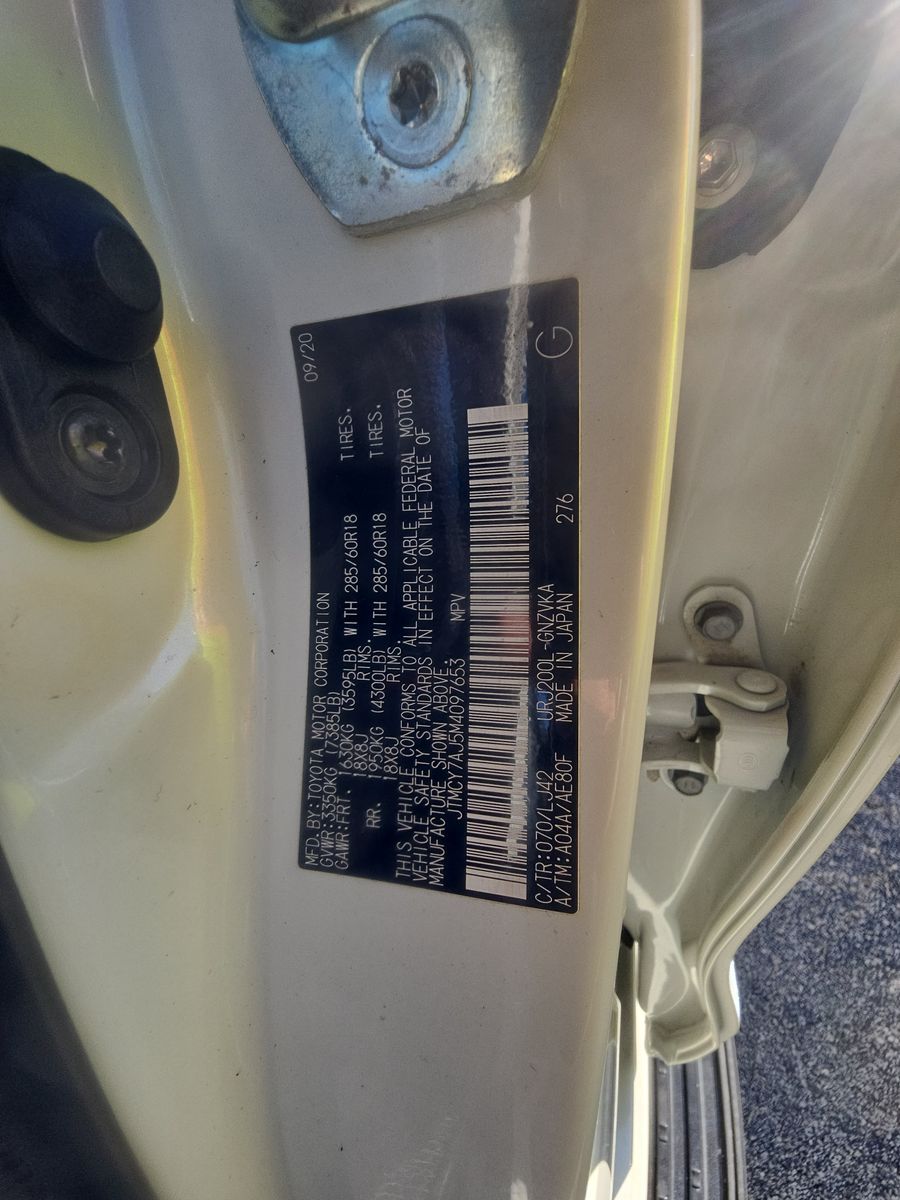 MFD. BY:TOYOTA MOTOR CORPORATION 09/20
GVWR:3350KG (7385LB)
GAWR:FRT. 1630KG (3595LB) WITH 285/60R18 TIRES.
18X8J RIMS.
RR. 1950KG (4300LB) WITH 285/60R18 TIRES.
18X8J RIMS.
THIS VEHICLE CONFORMS TO ALL APPLICABLE FEDERAL MOTOR
VEHICLE SAFETY STANDARDS IN EFFECT ON THE DATE OF
MANUFACTURE SHOWN ABOVE.
JTMCY7AJ5M4097653 MPV
C/TR:070/LJ42 URJ200L-GNZVKA 276 G
A/TM:A04A/AE80F MADE IN JAPAN